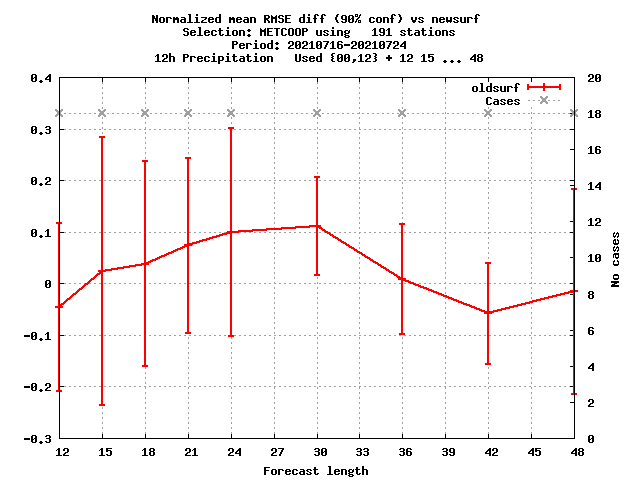 Normalized mean RMSE diff (90% conf) vs newsurf
Selection: METCOOP using   191 stations
Period: 20210716-20210724
12h Precipitation   Used {00,12} + 12 15 ... 48
oldsurf
Cases
0.4
0.3
0.2
0.1
0
-0.1
-0.2
-0.3
20
18
16
14
12
10
8
6
4
2
0
No cases
12 15 18 21 24 27 30 33 36 39 42 45 48
Forecast length